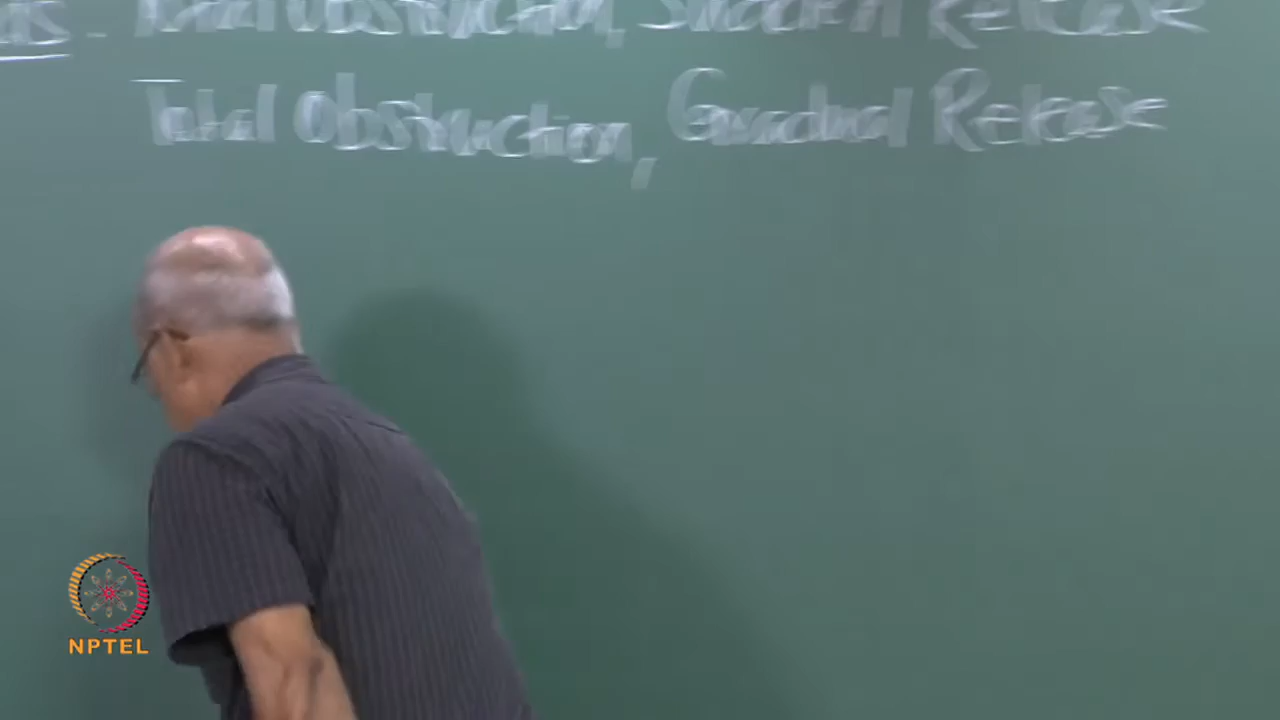 Total Obstruction, Sudden Release
Total Obstruction, Gradual Release
NPTEL